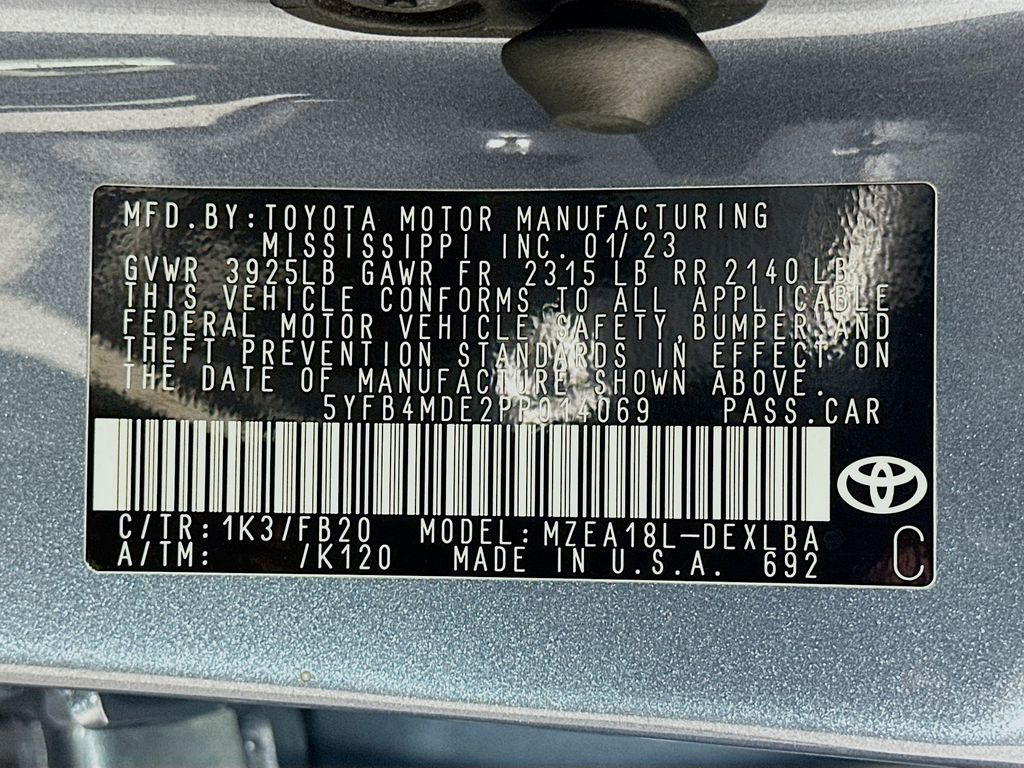 MFD.BY:TOYOTA MOTOR MANUFACTURING
MISSISSIPPI INC. 01/23
GVWR 3925LB GAWR FR 2315 LB RR 2140 LB
THIS VEHICLE CONFORMS TO ALL APPLICABLE
FEDERAL MOTOR VEHICLE SAFETY,BUMPER,AND
THEFT PREVENTION STANDARDS IN EFFECT ON
THE DATE OF MANUFACTURE SHOWN ABOVE.
5YFB4MDE2PP014069 PASS.CAR
C/TR:1K3/FB20 MODEL:MZEA18L-DEXLBA
A/TM: /K120 MADE IN U.S.A. 692
C